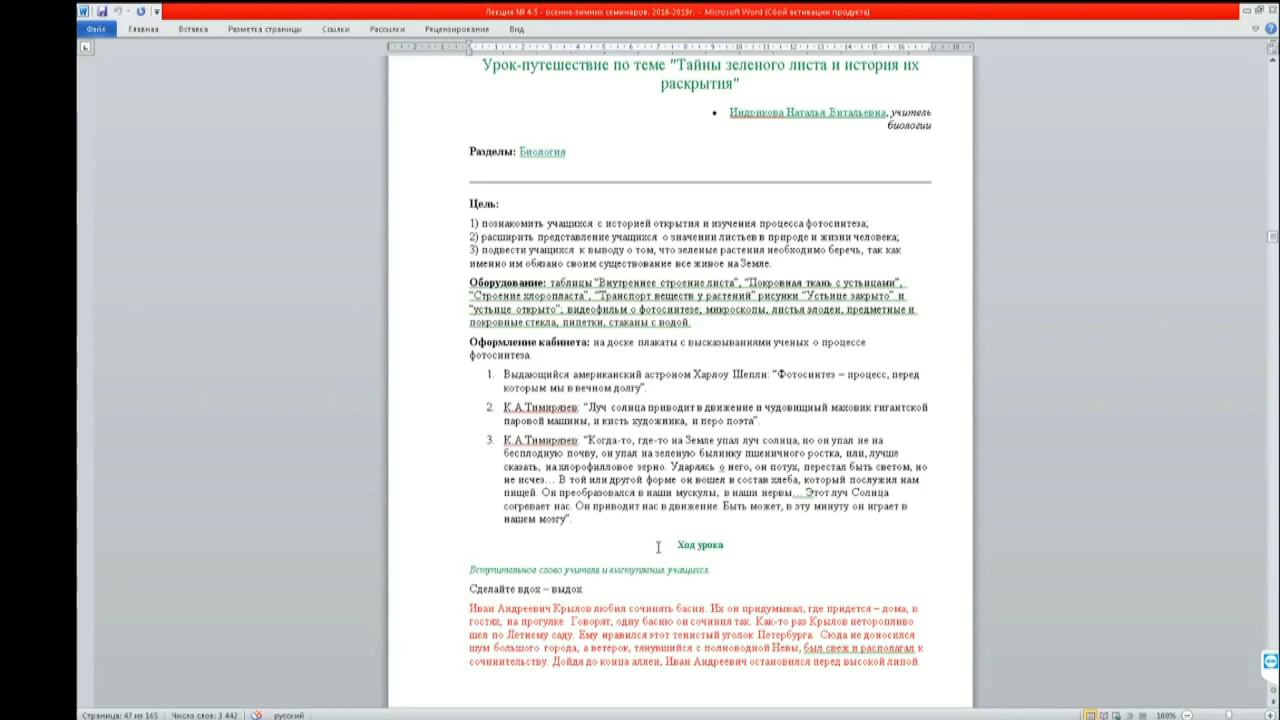 Лекция № 4-5 - осенне-зимних семинаров. 2018-2019г. - Microsoft Word (Сбой активации продукта)
Файл Главная Вставка Разметка страницы Ссылки Рассылки Рецензирование Вид
Урок-путешествие по теме "Тайны зеленого листа и история их
раскрытия"
• Индрикова Наталья Витальевна, учитель
биологии
Разделы: Биология
Цель:
1) познакомить учащихся с историей открытия и изучения процесса фотосинтеза;
2) расширить представление учащихся о значении листьев в природе и жизни человека;
3) подвести учащихся к выводу о том, что зеленые растения необходимо беречь, так как
именно им обязано своим существование все живое на Земле.
Оборудование: таблицы “Внутреннее строение листа”, “Покровная ткань с устьицами”,
“Строение хлоропласта”, “Транспорт веществ у растений” рисунки “Устьице закрыто” и
“устьице открыто”, видеофильм о фотосинтезе, микроскопы, листья элодеи, предметные и
покровные стекла, пипетки, стаканы с водой.
Оформление кабинета: на доске плакаты с высказываниями ученых о процессе
фотосинтеза.
1. Выдающийся американский астроном Харлоу Шепли: “Фотосинтез – процесс, перед
которым мы в вечном долгу”.
2. К.А.Тимирязев: “Луч солнца приводит в движение и чудовищный маховик гигантской
паровой машины, и кисть художника, и перо поэта”.
3. К.А.Тимирязев: “Когда-то, где-то на Земле упал луч солнца, но он упал не на
бесплодную почву, он упал на зеленую былинку пшеничного ростка, или, лучше
сказать, на хлорофилловое зерно. Ударяясь о него, он потух, перестал быть светом, но
не исчез… В той или другой форме он вошел в состав хлеба, который послужил нам
пищей. Он преобразовался в наши мускулы, в наши нервы… Этот луч Солнца
согревает нас. Он приводит нас в движение. Быть может, в эту минуту он играет в
нашем мозгу”.
Ход урока
Вступительное слово учителя и выступления учащихся.
Сделайте вдох – выдох
Иван Андреевич Крылов любил сочинять басни. Их он придумывал, где придется – дома, в
гостях, на прогулке. Говорят, одну басню он сочинил так. Как-то раз Крылов неторопливо
шел по Летнему саду. Ему нравился этот тенистый уголок Петербурга. Сюда не доносился
шум большого города, а ветерок, тянувшийся с полноводной Невы, был свеж и располагал к
сочинительству. Дойдя до конца аллеи, Иван Андреевич остановился перед высокой липой.
Страница: 47 из 165 Число слов: 3 442 русский 100%